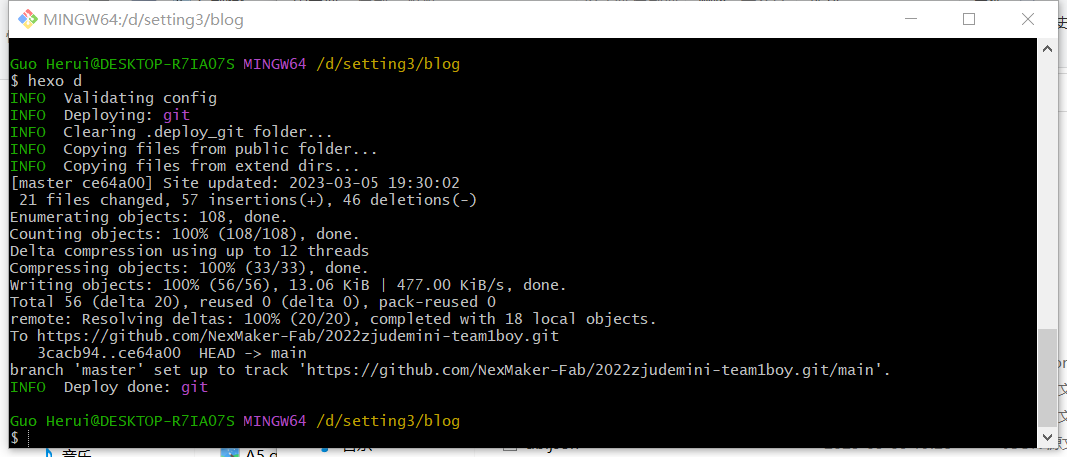 MINGW64:/d/setting3/blog
Guo Herui@DESKTOP-R7IA07S MINGW64 /d/setting3/blog
$ hexo d
INFO  Validating config
INFO  Deploying: git
INFO  Clearing .deploy_git folder...
INFO  Copying files from public folder...
INFO  Copying files from extend dirs...
[master ce64a00] Site updated: 2023-03-05 19:30:02
 21 files changed, 57 insertions(+), 46 deletions(-)
Enumerating objects: 108, done.
Counting objects: 100% (108/108), done.
Delta compression using up to 12 threads
Compressing objects: 100% (33/33), done.
Writing objects: 100% (56/56), 13.06 KiB | 477.00 KiB/s, done.
Total 56 (delta 20), reused 0 (delta 0), pack-reused 0
remote: Resolving deltas: 100% (20/20), completed with 18 local objects.
To https://github.com/NexMaker-Fab/2022zjudemini-team1boy.git
   3cacb94..ce64a00  HEAD -> main
branch 'master' set up to track 'https://github.com/NexMaker-Fab/2022zjudemini-team1boy.git/main'.
INFO  Deploy done: git
Guo Herui@DESKTOP-R7IA07S MINGW64 /d/setting3/blog
$